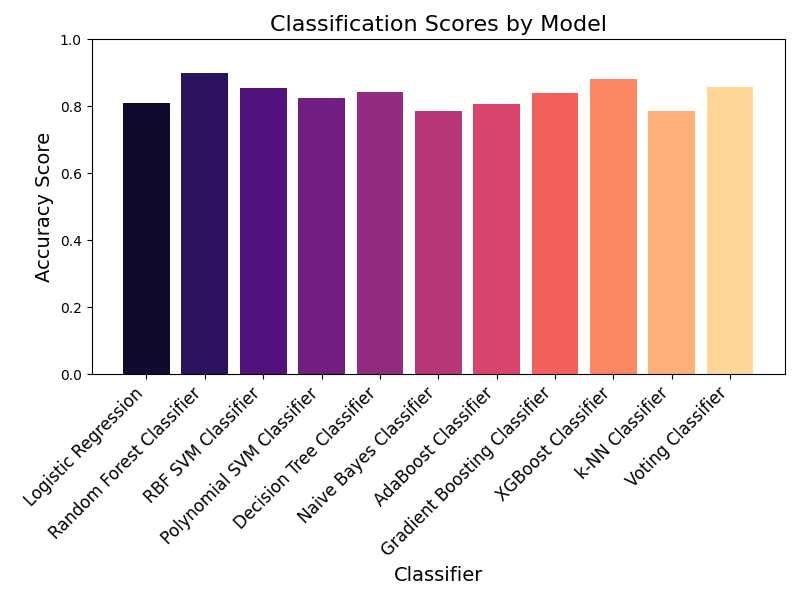 Classification Scores by Model
Accuracy Score
1.0
0.8
0.6
0.4
0.2
0.0
Logistic Regression
Random Forest Classifier
RBF SVM Classifier
Polynomial SVM Classifier
Decision Tree Classifier
Naive Bayes Classifier
AdaBoost Classifier
Gradient Boosting Classifier
XGBoost Classifier
k-NN Classifier
Voting Classifier
Classifier